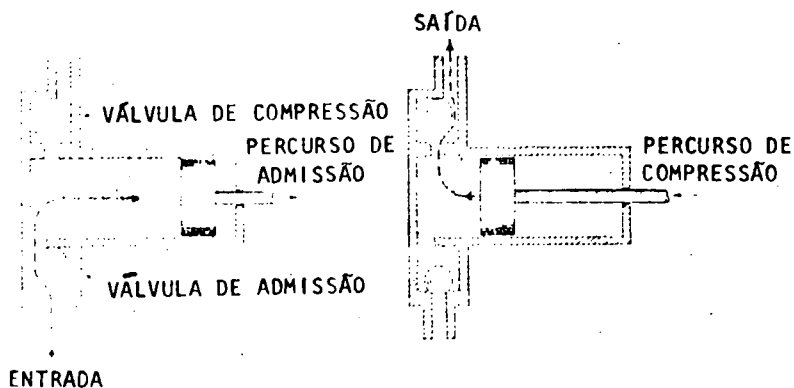 SAÍDA
VÁLVULA DE COMPRESSÃO
PERCURSO DE
ADMISSÃO
PERCURSO DE
COMPRESSÃO
VÁLVULA DE ADMISSÃO
ENTRADA